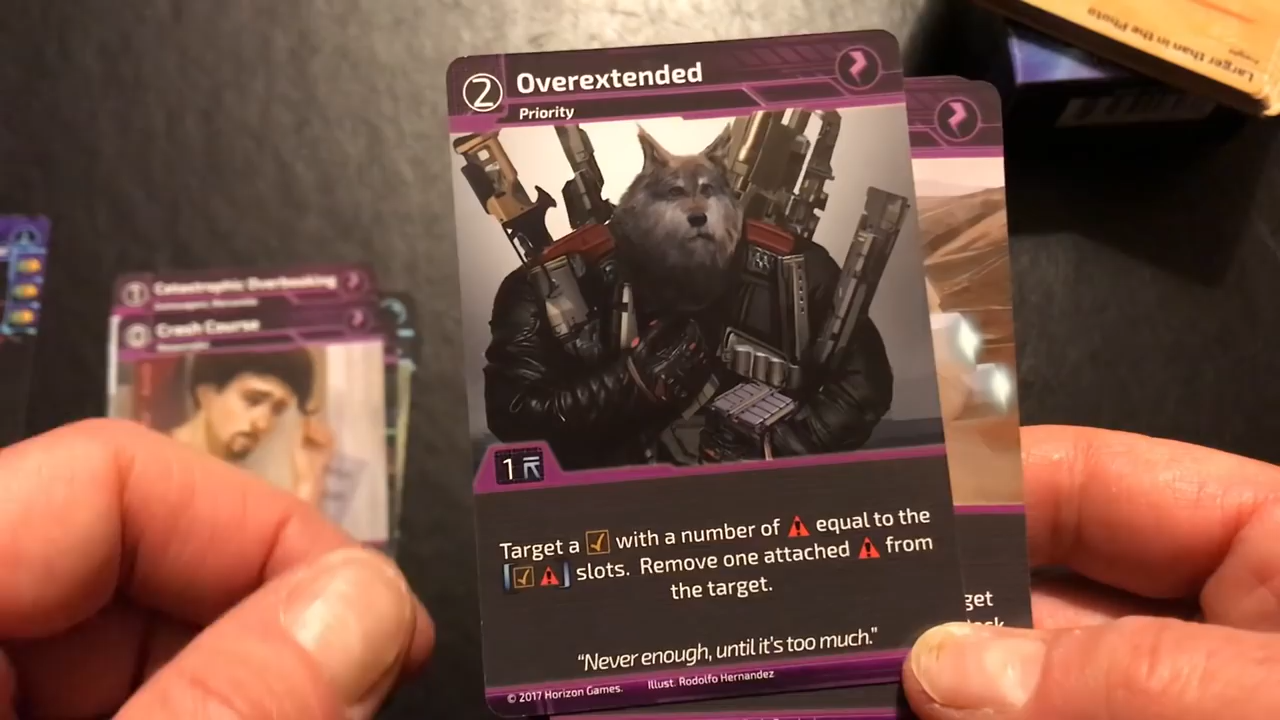 2
Overextended
Priority
1
Target a with a number of equal to the
slots. Remove one attached from
the target.
"Never enough, until it's too much."
© 2017 Horizon Games. Illust. Rodolfo Hernandez
get
Catastrophic Overbooking
Crash Course
Larger than in the Photo